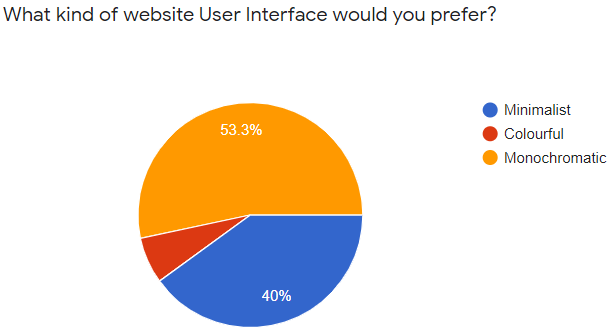 What kind of website User Interface would you prefer?
53.3%
40%
Minimalist
Colourful
Monochromatic